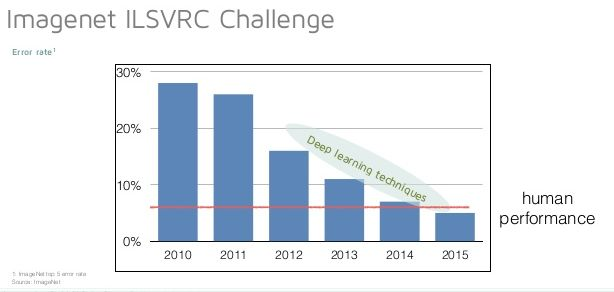 Imagenet ILSVRC Challenge
Error rate¹
30%
20%
10%
0%
Deep learning techniques
human
performance
2010 2011 2012 2013 2014 2015
1: ImageNet top 5 error rate
Source: ImageNet